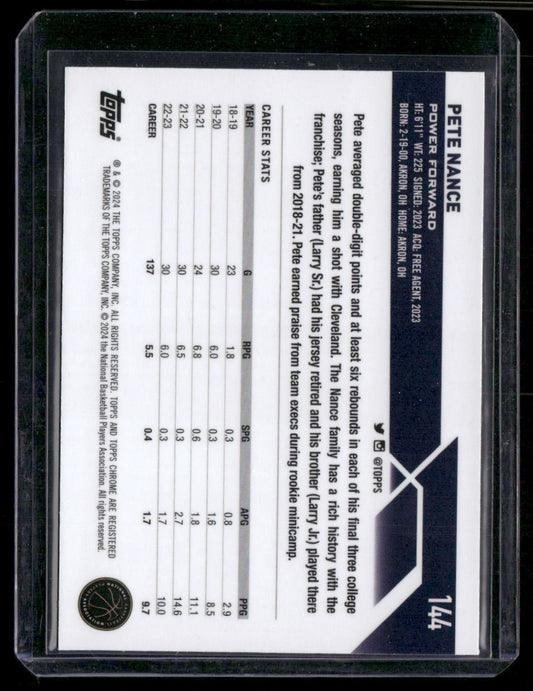 PETE NANCE
144
POWER FORWARD
HT: 6'11" WT: 225 SIGNED: 2023 ACQ: FREE AGENT, 2023
BORN: 2-19-00, AKRON, OH HOME: AKRON, OH
@TOPPS
Pete averaged double-digit points and at least six rebounds in each of his final three college
seasons, earning him a shot with Cleveland. The Nance family has a rich history with the
franchise; Pete's father (Larry Sr.) had his jersey retired and his brother (Larry Jr.) played there
from 2018-21. Pete earned praise from team execs during rookie minicamp.
CAREER STATS
YEAR G RPG SPG APG PPG
18-19 23 1.8 0.3 0.8 2.9
19-20 30 6.0 0.3 1.6 8.5
20-21 24 6.8 0.6 1.8 11.1
21-22 30 6.5 0.3 2.7 14.6
22-23 30 6.0 0.3 1.7 10.0
CAREER 137 5.5 0.4 1.7 9.7
topps
® & © 2024 THE TOPPS COMPANY, INC. ALL RIGHTS RESERVED. TOPPS AND TOPPS CHROME ARE REGISTERED
TRADEMARKS OF THE TOPPS COMPANY, INC. © 2024 the National Basketball Players Association. All rights reserved.